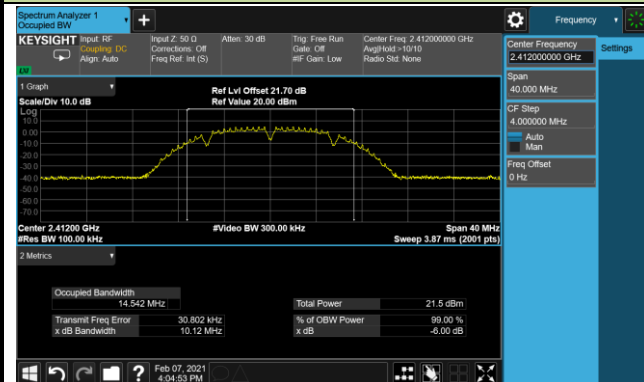 Spectrum Analyzer 1
Occupied BW
Frequency
KEYSIGHT
Input: RF
Coupling: DC
Align: Auto
Input Z: 50 Ω
Corrections: Off
Freq Ref: Int (S)
Atten: 30 dB
Trig: Free Run
Gate: Off
#IF Gain: Low
Center Freq: 2.412000000 GHz
Avg|Hold:>10/10
Radio Std: None
Center Frequency
2.412000000 GHz
Settings
Span
40.000 MHz
CF Step
4.000000 MHz
Auto
Man
Freq Offset
0 Hz
1 Graph
Scale/Div 10.0 dB
Ref Lvl Offset 21.70 dB
Ref Value 20.00 dBm
Log
10.0
0.00
-10.0
-20.0
-30.0
-40.0
-50.0
-60.0
-70.0
Center 2.41200 GHz
#Video BW 300.00 kHz
Span 40 MHz
#Res BW 100.00 kHz
Sweep 3.87 ms (2001 pts)
2 Metrics
Occupied Bandwidth
14.542 MHz
Total Power 21.5 dBm
Transmit Freq Error 30.802 kHz
% of OBW Power 99.00 %
x dB Bandwidth 10.12 MHz
x dB -6.00 dB
Feb 07, 2021
4:04:53 PM